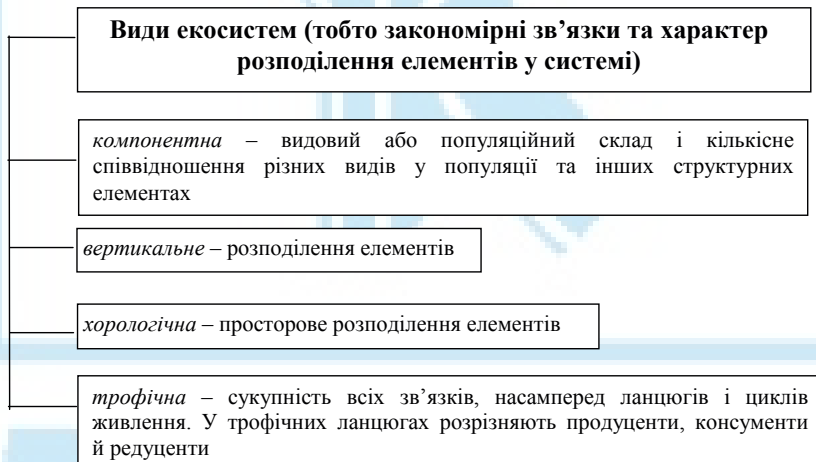 Види екосистем (тобто закономірні зв’язки та характер
розподілення елементів у системі)
компонентна – видовий або популяційний склад і кількісне
співвідношення різних видів у популяції та інших структурних
елементах
вертикальне – розподілення елементів
хорологічна – просторове розподілення елементів
трофічна – сукупність всіх зв’язків, насамперед ланцюгів і циклів
живлення. У трофічних ланцюгах розрізняють продуценти, консументи
й редуценти